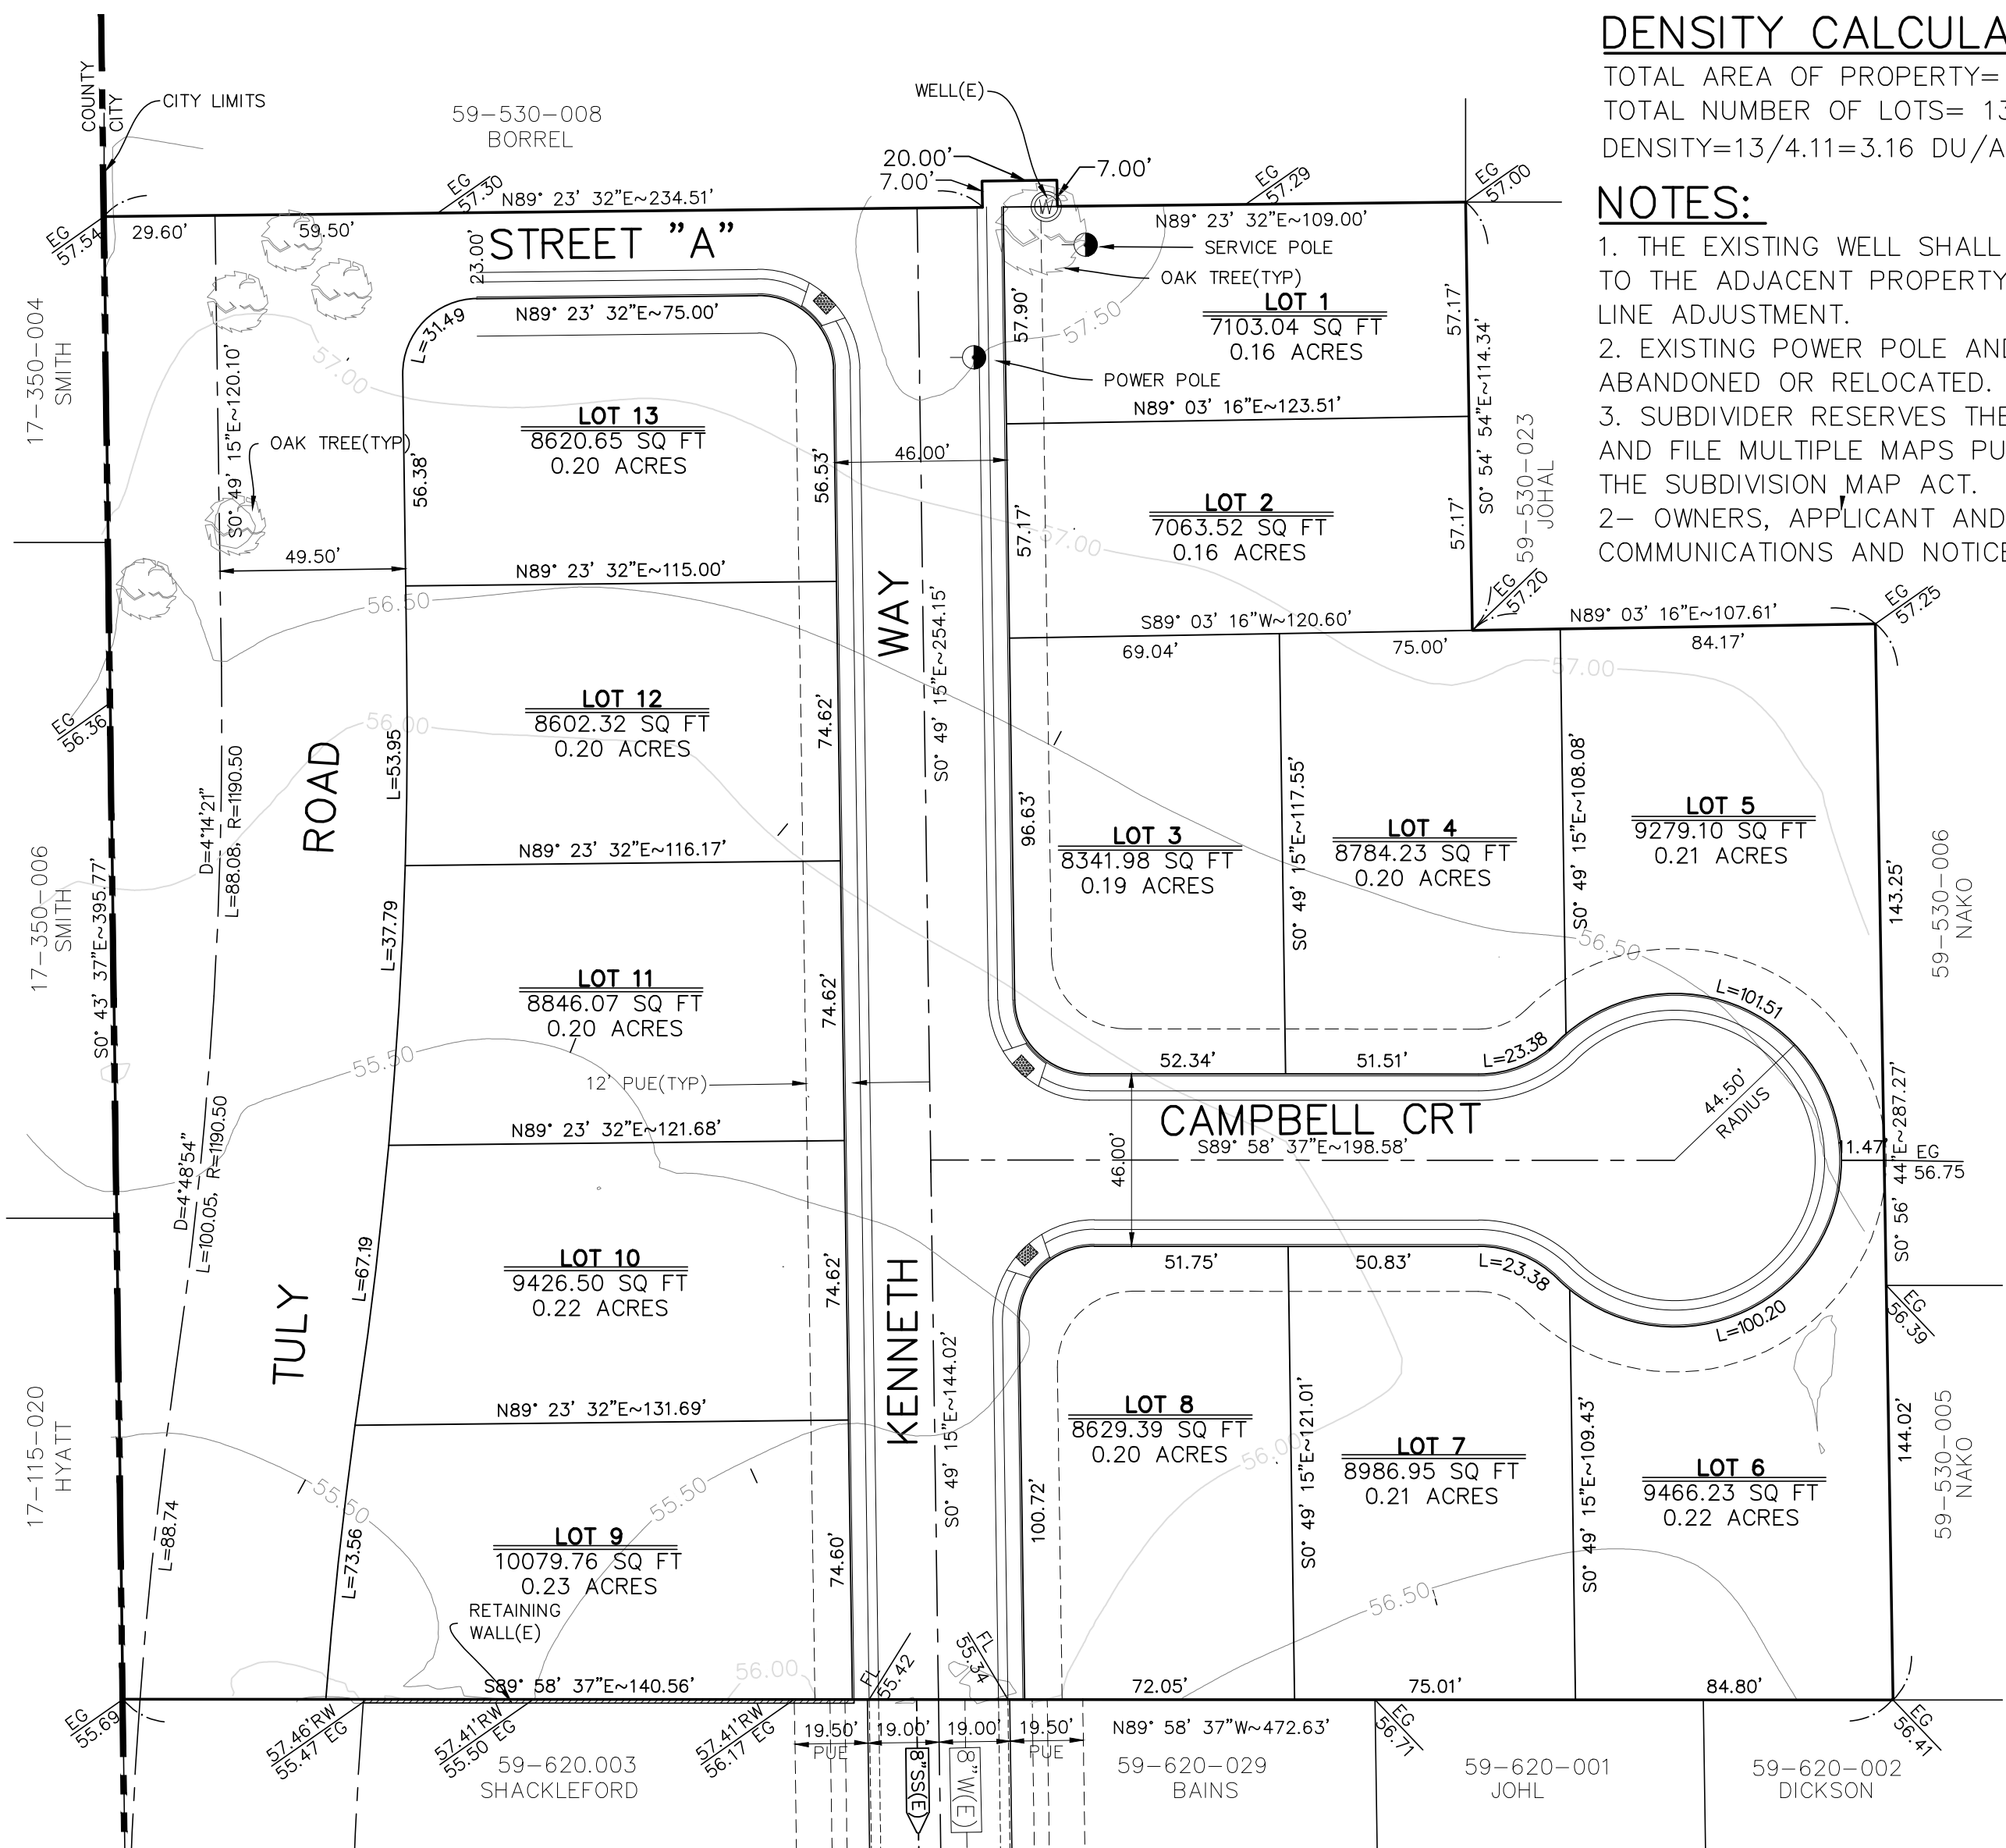 DENSITY CALCULA
TOTAL AREA OF PROPERTY=
TOTAL NUMBER OF LOTS= 13
DENSITY=13/4.11=3.16 DU/A
NOTES:
1. THE EXISTING WELL SHALL
TO THE ADJACENT PROPERTY
LINE ADJUSTMENT.
2. EXISTING POWER POLE AND
ABANDONED OR RELOCATED.
3. SUBDIVIDER RESERVES THE
AND FILE MULTIPLE MAPS PU
THE SUBDIVISION MAP ACT.
2- OWNERS, APPLICANT AND
COMMUNICATIONS AND NOTICE
COUNTY
CITY
CITY LIMITS
59-530-008
BORREL
WELL(E)
20.00'
7.00'
7.00'
EG
57.54
EG
57.30
N89° 23' 32"E~234.51'
EG
57.29
EG
57.00
29.60'
59.50'
23.00'
STREET "A"
N89° 23' 32"E~109.00'
SERVICE POLE
OAK TREE(TYP)
LOT 1
7103.04 SQ FT
0.16 ACRES
57.90'
57.17'
S0° 54' 54"E~114.34'
57.50
POWER POLE
N89° 03' 16"E~123.51'
17-350-004
SMITH
57.00
L=31.49
N89° 23' 32"E~75.00'
S0° 49' 15"E~120.10'
OAK TREE(TYP)
LOT 13
8620.65 SQ FT
0.20 ACRES
56.38'
56.53'
46.00'
49.50'
N89° 23' 32"E~115.00'
LOT 2
7063.52 SQ FT
0.16 ACRES
57.17'
57.17'
57.00
59-530-023
JOHAL
EG
57.20
S89° 03' 16"W~120.60'
N89° 03' 16"E~107.61'
EG
57.25
69.04'
75.00'
84.17'
57.00
56.50
WAY
S0° 49' 15"E~254.15'
LOT 12
8602.32 SQ FT
0.20 ACRES
74.62'
56.00
L=53.95
EG
56.36
ROAD
D=4°14'21"
L=88.08, R=1190.50
N89° 23' 32"E~116.17'
96.63'
LOT 3
8341.98 SQ FT
0.19 ACRES
S0° 49' 15"E~117.55'
LOT 4
8784.23 SQ FT
0.20 ACRES
S0° 49' 15"E~108.08'
LOT 5
9279.10 SQ FT
0.21 ACRES
143.25'
59-530-006
NAKO
17-350-006
SMITH
S0° 43' 37"E~395.77'
L=37.79
LOT 11
8846.07 SQ FT
0.20 ACRES
74.62'
56.50
L=101.51
55.50
12' PUE(TYP)
52.34'
51.51'
L=23.38
44.50'
RADIUS
CAMPBELL CRT
S89° 58' 37"E~198.58'
46.00'
11.47'
EG
56.75
S0° 56' 44"E~287.27'
N89° 23' 32"E~121.68'
D=4°48'54"
L=100.05, R=1190.50
L=67.19
LOT 10
9426.50 SQ FT
0.22 ACRES
74.62'
51.75'
50.83'
L=23.38
L=100.20
EG
56.39
TULY
KENNETH
S0° 49' 15"E~144.02'
N89° 23' 32"E~131.69'
LOT 8
8629.39 SQ FT
0.20 ACRES
100.72'
56.00
S0° 49' 15"E~121.01'
LOT 7
8986.95 SQ FT
0.21 ACRES
S0° 49' 15"E~109.43'
LOT 6
9466.23 SQ FT
0.22 ACRES
144.02'
59-530-005
NAKO
17-115-020
HYATT
L=88.74
55.50
55.50
L=73.56
LOT 9
10079.76 SQ FT
0.23 ACRES
74.60'
RETAINING
WALL(E)
56.00
56.50
FL
55.42
FL
55.34
S89° 58' 37"E~140.56'
72.05'
75.01'
84.80'
EG
55.69
57.46'RW
55.47 EG
57.41'RW
55.50 EG
57.41'RW
56.17 EG
19.50'
PUE
19.00'
19.00'
19.50'
PUE
N89° 58' 37"W~472.63'
EG
56.71
EG
56.41
8"SS(E)
8"W(E)
59-620.003
SHACKLEFORD
59-620-029
BAINS
59-620-001
JOHL
59-620-002
DICKSON
W